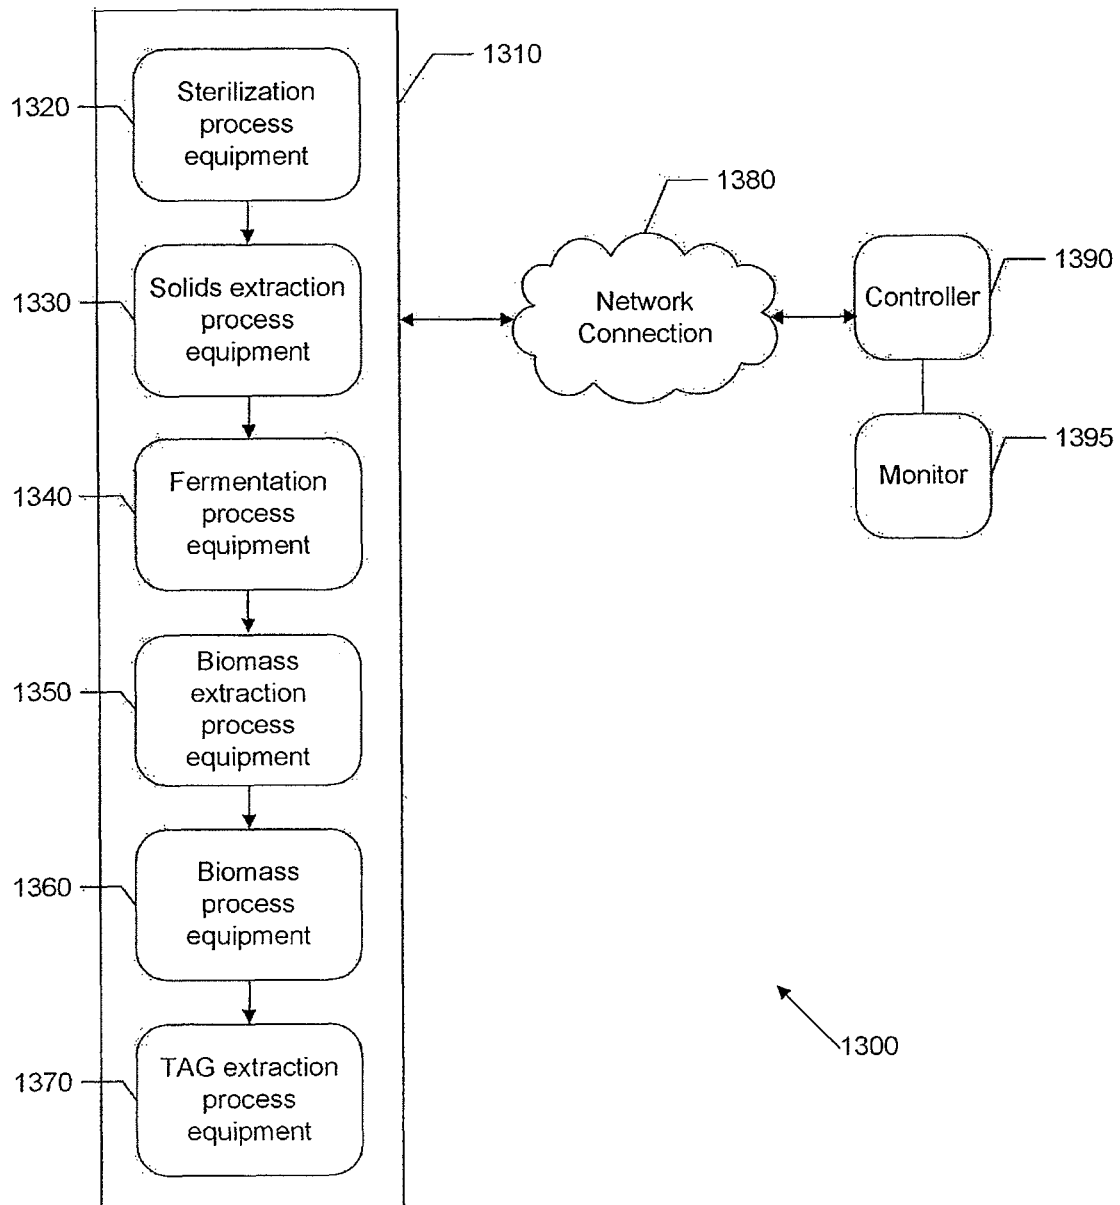 1310
1320
Sterilization
process
equipment
1380
1330
Solids extraction
process
equipment
Network
Connection
Controller
1390
1340
Fermentation
process
equipment
Monitor
1395
1350
Biomass
extraction
process
equipment
1360
Biomass
process
equipment
1300
1370
TAG extraction
process
equipment